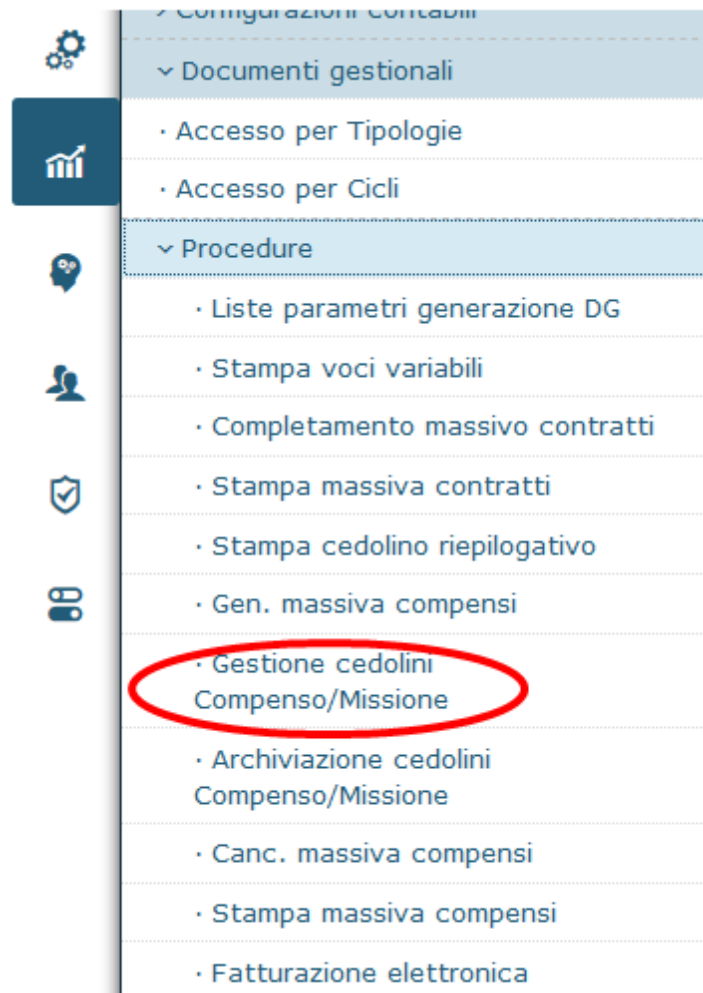 › Configurazioni contabili
⌄ Documenti gestionali
· Accesso per Tipologie
· Accesso per Cicli
⌄ Procedure
· Liste parametri generazione DG
· Stampa voci variabili
· Completamento massivo contratti
· Stampa massiva contratti
· Stampa cedolino riepilogativo
· Gen. massiva compensi
· Gestione cedolini
Compenso/Missione
· Archiviazione cedolini
Compenso/Missione
· Canc. massiva compensi
· Stampa massiva compensi
· Fatturazione elettronica